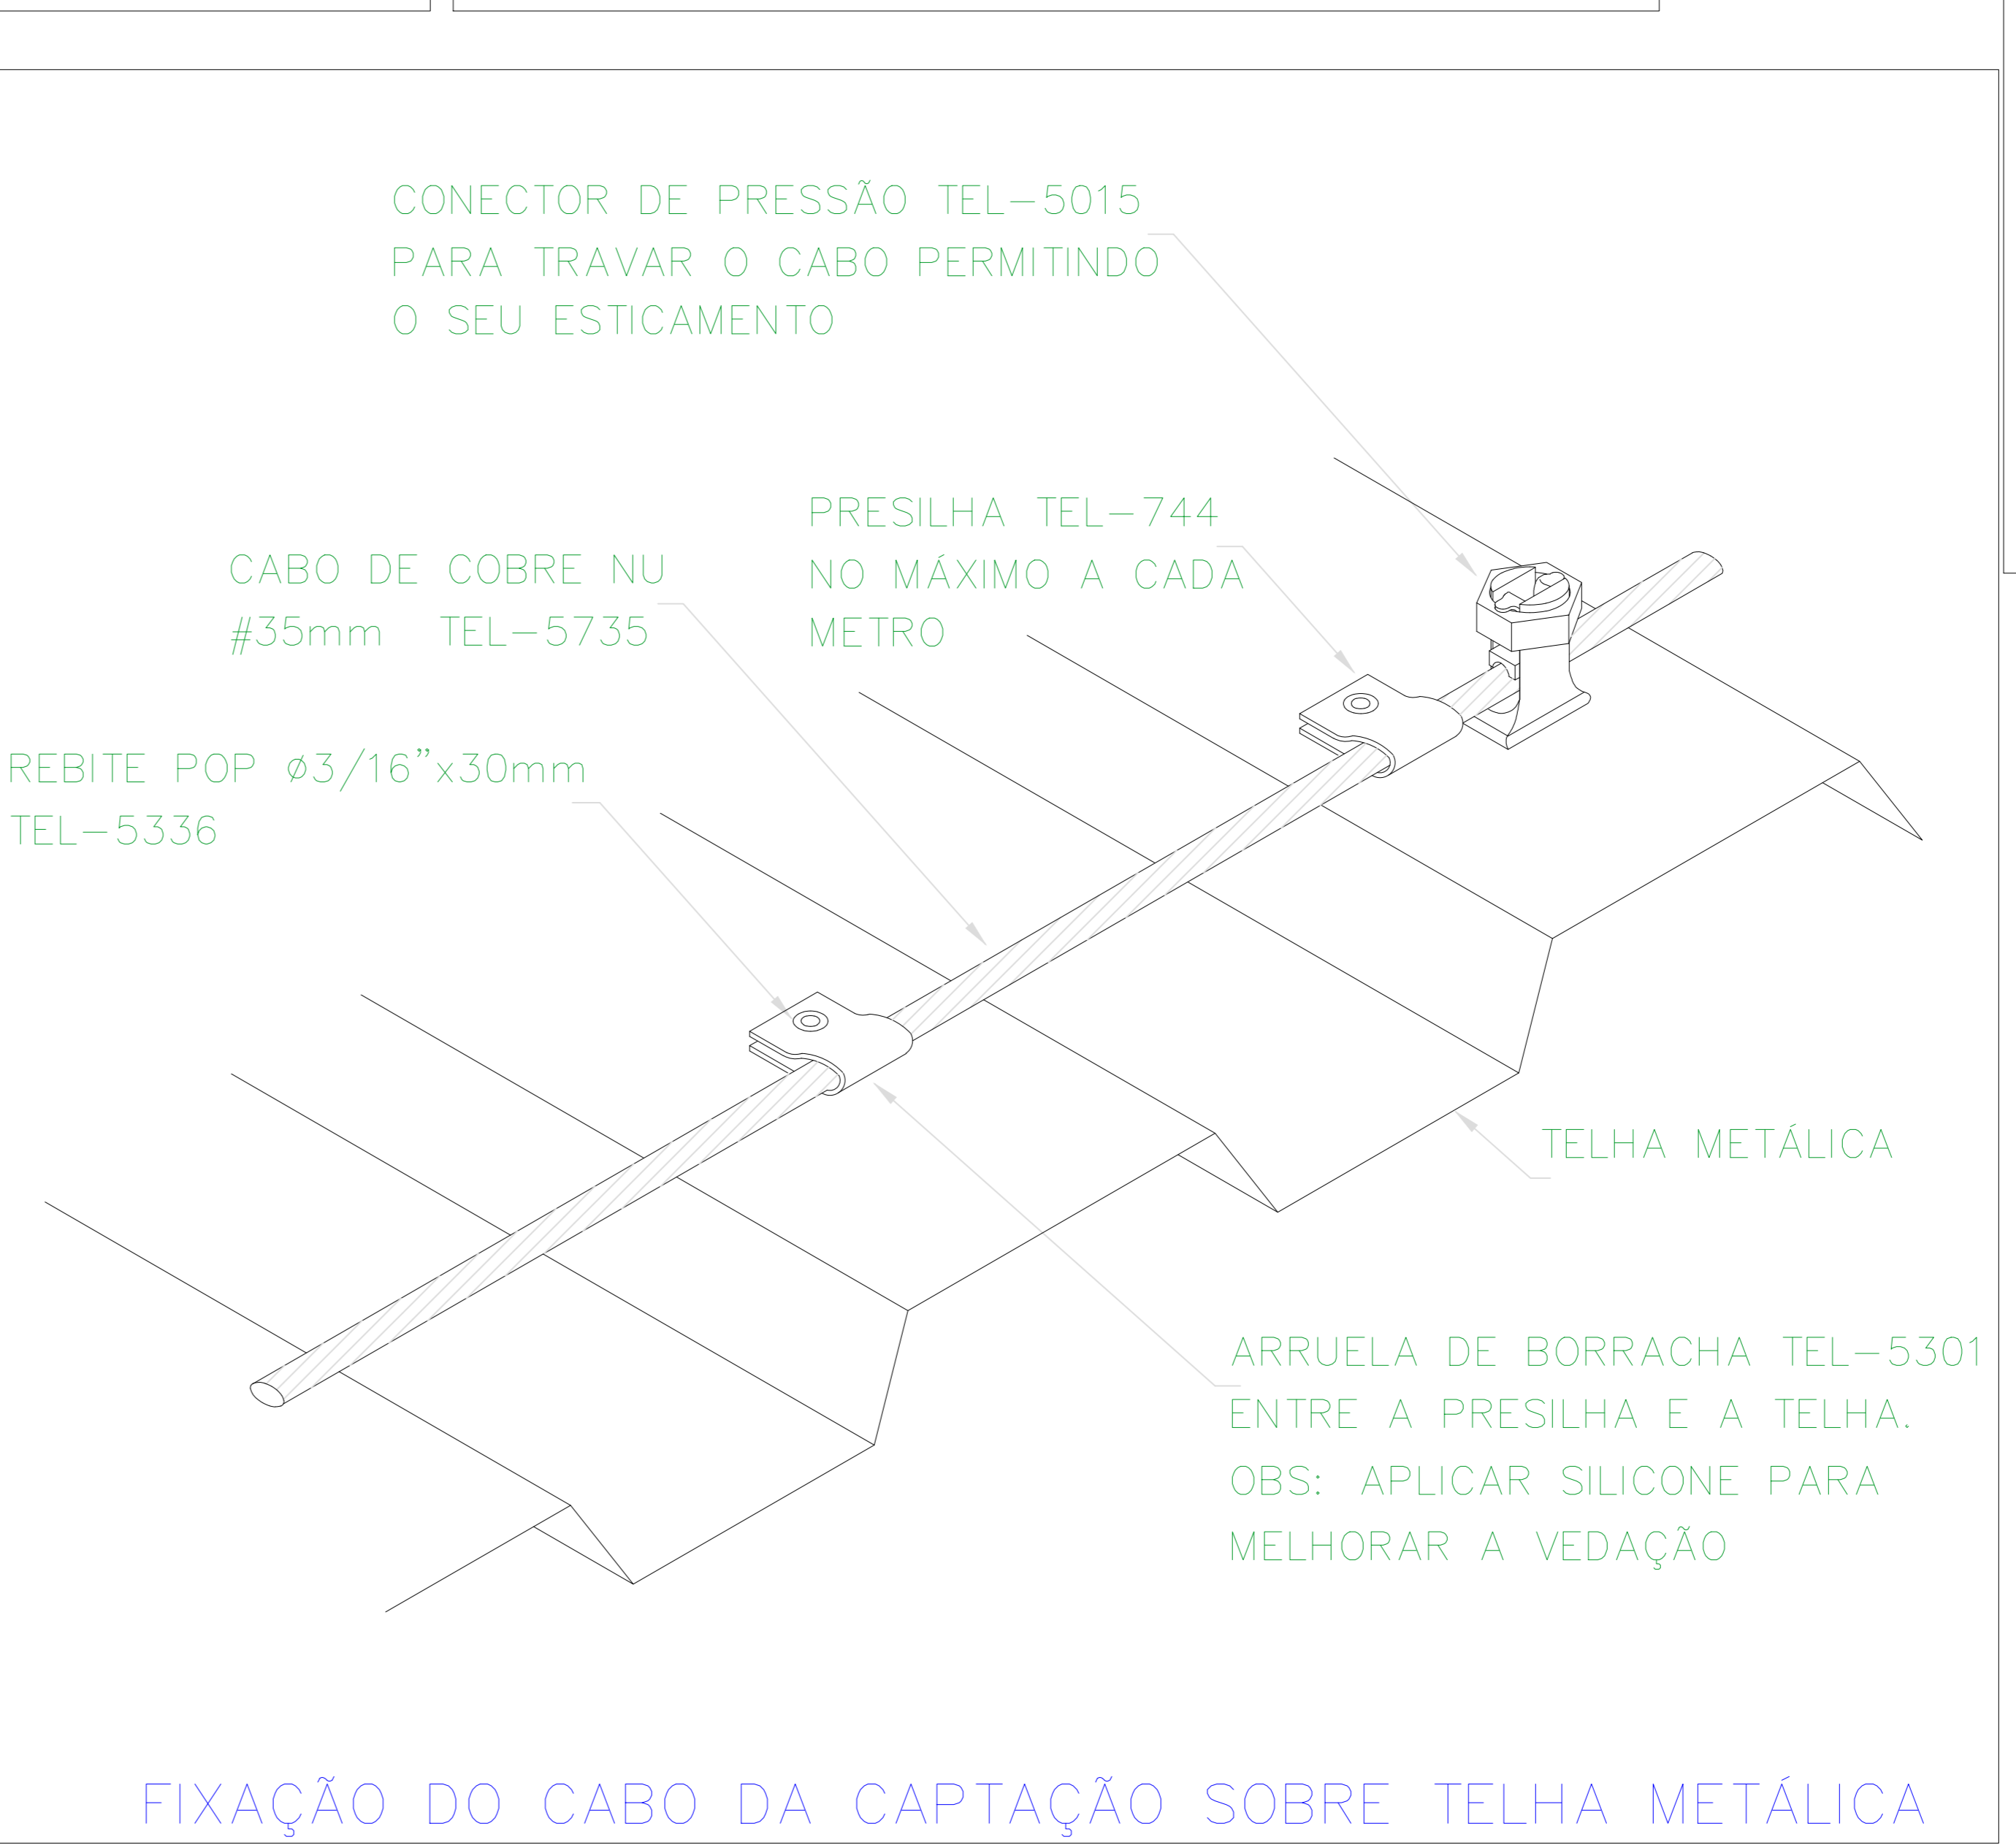 CONECTOR DE PRESSÃO TEL-5015
PARA TRAVAR O CABO PERMITINDO
O SEU ESTICAMENTO
PRESILHA TEL-744
NO MÁXIMO A CADA
METRO
CABO DE COBRE NU
#35mm TEL-5735
REBITE POP ø3/16"x30mm
TEL-5336
TELHA METÁLICA
ARRUELA DE BORRACHA TEL-5301
ENTRE A PRESILHA E A TELHA.
OBS: APLICAR SILICONE PARA
MELHORAR A VEDAÇÃO
FIXAÇÃO DO CABO DA CAPTAÇÃO SOBRE TELHA METÁLICA